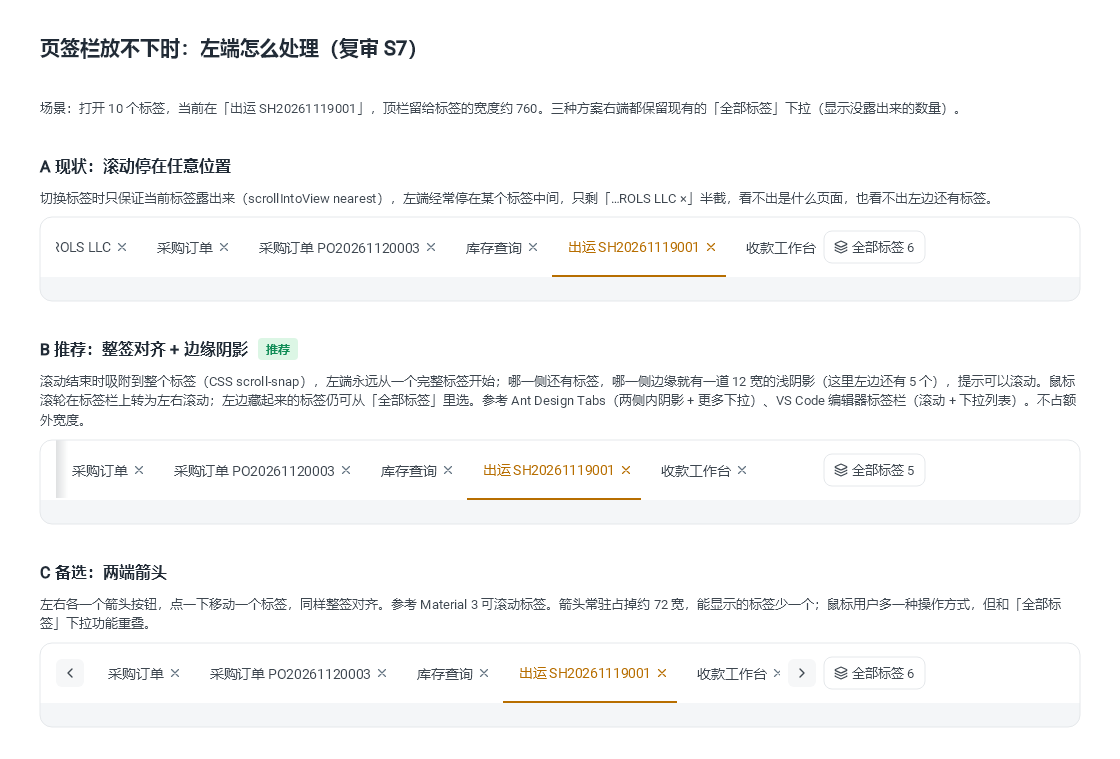 页签栏放不下时：左端怎么处理（复审 S7）
场景：打开 10 个标签，当前在「出运 SH20261119001」，顶栏留给标签的宽度约 760。三种方案右端都保留现有的「全部标签」下拉（显示没露出来的数量）。
A 现状：滚动停在任意位置
切换标签时只保证当前标签露出来（scrollIntoView nearest），左端经常停在某个标签中间，只剩「…ROLS LLC ×」半截，看不出是什么页面，也看不出左边还有标签。
ROLS LLC × 采购订单 × 采购订单 PO20261120003 × 库存查询 × 出运 SH20261119001 × 收款工作台 全部标签 6
B 推荐：整签对齐 + 边缘阴影 推荐
滚动结束时吸附到整个标签（CSS scroll-snap），左端永远从一个完整标签开始；哪一侧还有标签，哪一侧边缘就有一道 12 宽的浅阴影（这里左边还有 5 个），提示可以滚动。鼠标
滚轮在标签栏上转为左右滚动；左边藏起来的标签仍可从「全部标签」里选。参考 Ant Design Tabs（两侧内阴影 + 更多下拉）、VS Code 编辑器标签栏（滚动 + 下拉列表）。不占额
外宽度。
采购订单 × 采购订单 PO20261120003 × 库存查询 × 出运 SH20261119001 × 收款工作台 × 全部标签 5
C 备选：两端箭头
左右各一个箭头按钮，点一下移动一个标签，同样整签对齐。参考 Material 3 可滚动标签。箭头常驻占掉约 72 宽，能显示的标签少一个；鼠标用户多一种操作方式，但和「全部标
签」下拉功能重叠。
采购订单 × 采购订单 PO20261120003 × 库存查询 × 出运 SH20261119001 × 收款工作台 × 全部标签 6